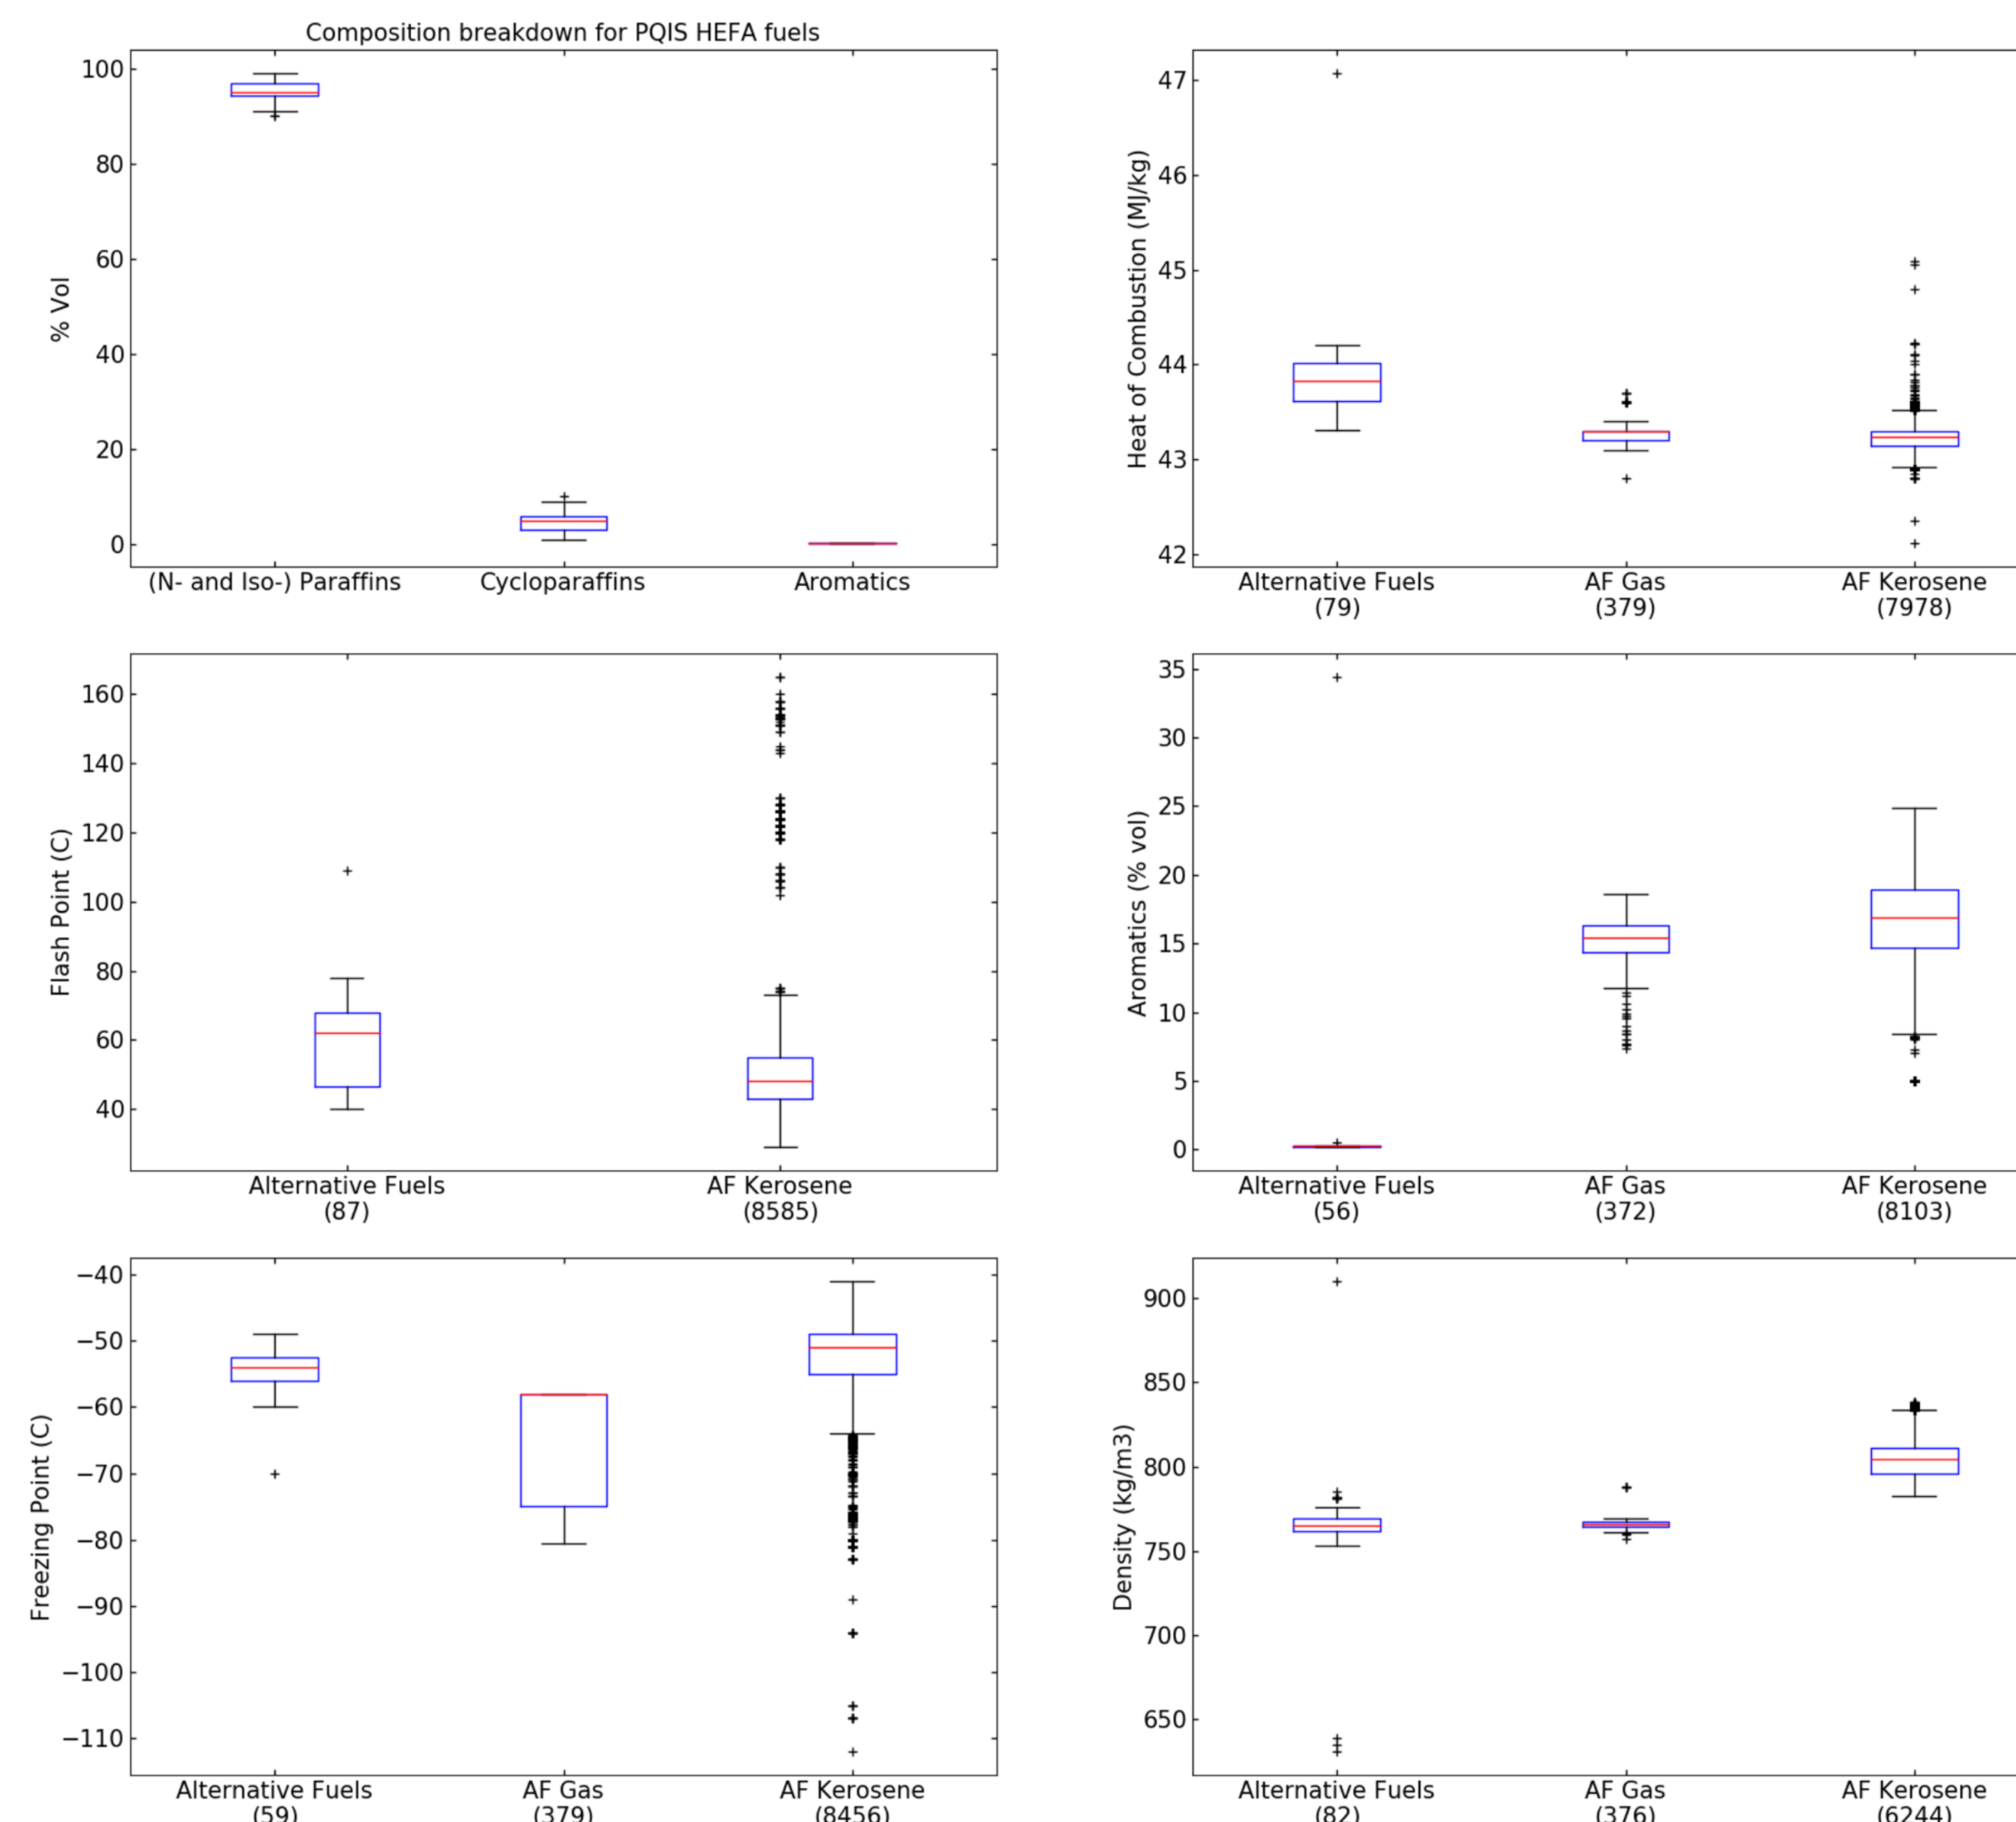 Composition breakdown for PQIS HEFA fuels
% Vol
100
80
60
40
20
0
(N- and Iso-) Paraffins Cycloparaffins Aromatics
Heat of Combustion (MJ/kg)
47
46
45
44
43
42
Alternative Fuels AF Gas AF Kerosene
(79) (379) (7978)
Flash Point (C)
160
140
120
100
80
60
40
Alternative Fuels AF Kerosene
(87) (8585)
Aromatics (% vol)
35
30
25
20
15
10
5
0
Alternative Fuels AF Gas AF Kerosene
(56) (372) (8103)
Freezing Point (C)
−40
−50
−60
−70
−80
−90
−100
−110
Alternative Fuels AF Gas AF Kerosene
(59) (379) (8456)
Density (kg/m3)
900
850
800
750
700
650
Alternative Fuels AF Gas AF Kerosene
(82) (376) (6244)